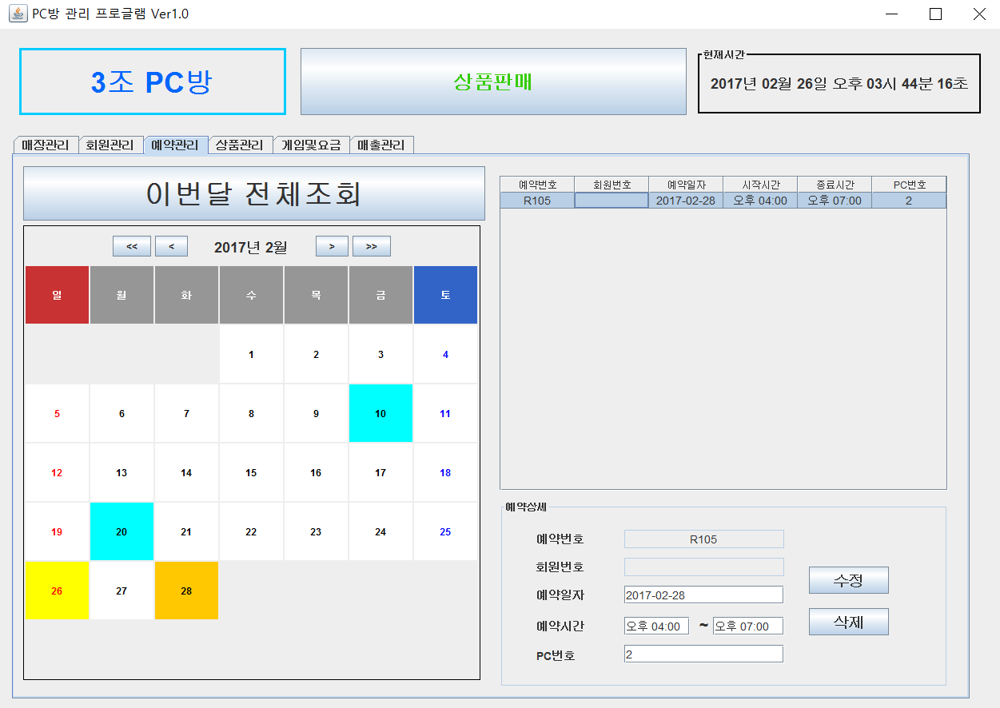 PC방 관리 프로글램 Ver1.0
3조 PC방
상품판매
현재시간
2017년 02월 26일 오후 03시 44분 16초
매장관리 회원관리 예약관리 상품관리 게임및요금 매출관리
이번달 전체조회
<< < 2017년 2월 > >>
일 월 화 수 목 금 토
1 2 3 4
5 6 7 8 9 10 11
12 13 14 15 16 17 18
19 20 21 22 23 24 25
26 27 28
예약번호 회원번호 예약일자 시작시간 종료시간 PC번호
R105 2017-02-28 오후 04:00 오후 07:00 2
예약상세
예약번호 R105
회원번호
예약일자 2017-02-28
예약시간 오후 04:00 ~ 오후 07:00
PC번호 2
수정
삭제